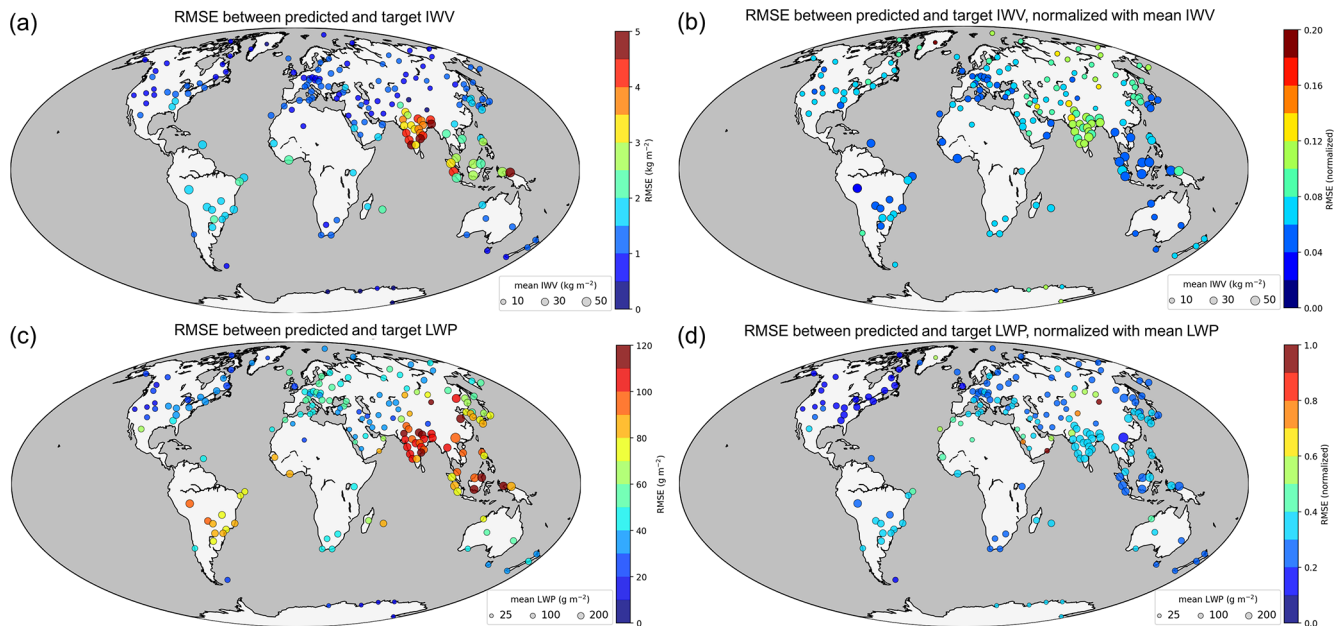 (a)
RMSE between predicted and target IWV
5
4
3
2
1
0
RMSE (kg m⁻²)
mean IWV (kg m⁻²)
10 30 50
(b)
RMSE between predicted and target IWV, normalized with mean IWV
0.20
0.16
0.12
0.08
0.04
0.00
RMSE (normalized)
mean IWV (kg m⁻²)
10 30 50
(c)
RMSE between predicted and target LWP
120
100
80
60
40
20
0
RMSE (g m⁻²)
mean LWP (g m⁻²)
25 100 200
(d)
RMSE between predicted and target LWP, normalized with mean LWP
1.0
0.8
0.6
0.4
0.2
0.0
RMSE (normalized)
mean LWP (g m⁻²)
25 100 200